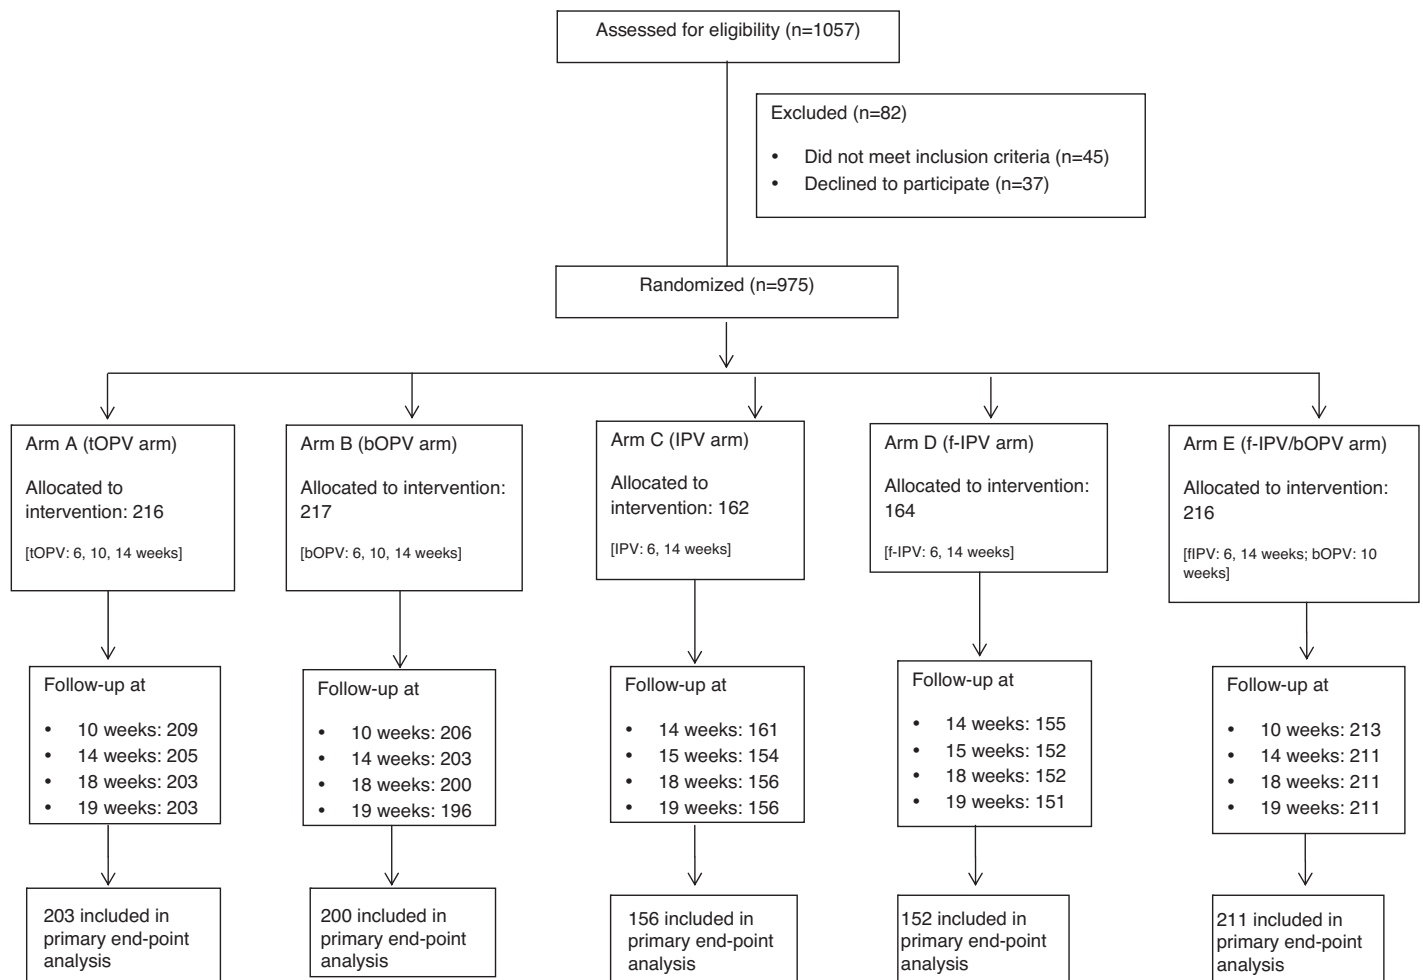 Assessed for eligibility (n=1057)
Excluded (n=82)
• Did not meet inclusion criteria (n=45)
• Declined to participate (n=37)
Randomized (n=975)
Arm A (tOPV arm)
Allocated to
intervention: 216
[tOPV: 6, 10, 14 weeks]
Arm B (bOPV arm)
Allocated to intervention:
217
[bOPV: 6, 10, 14 weeks]
Arm C (IPV arm)
Allocated to
intervention: 162
[IPV: 6, 14 weeks]
Arm D (f-IPV arm)
Allocated to intervention:
164
[f-IPV: 6, 14 weeks]
Arm E (f-IPV/bOPV arm)
Allocated to intervention:
216
[fIPV: 6, 14 weeks; bOPV: 10
weeks]
Follow-up at
• 10 weeks: 209
• 14 weeks: 205
• 18 weeks: 203
• 19 weeks: 203
Follow-up at
• 10 weeks: 206
• 14 weeks: 203
• 18 weeks: 200
• 19 weeks: 196
Follow-up at
• 14 weeks: 161
• 15 weeks: 154
• 18 weeks: 156
• 19 weeks: 156
Follow-up at
• 14 weeks: 155
• 15 weeks: 152
• 18 weeks: 152
• 19 weeks: 151
Follow-up at
• 10 weeks: 213
• 14 weeks: 211
• 18 weeks: 211
• 19 weeks: 211
203 included in
primary end-point
analysis
200 included in
primary end-point
analysis
156 included in
primary end-point
analysis
152 included in
primary end-point
analysis
211 included in
primary end-point
analysis